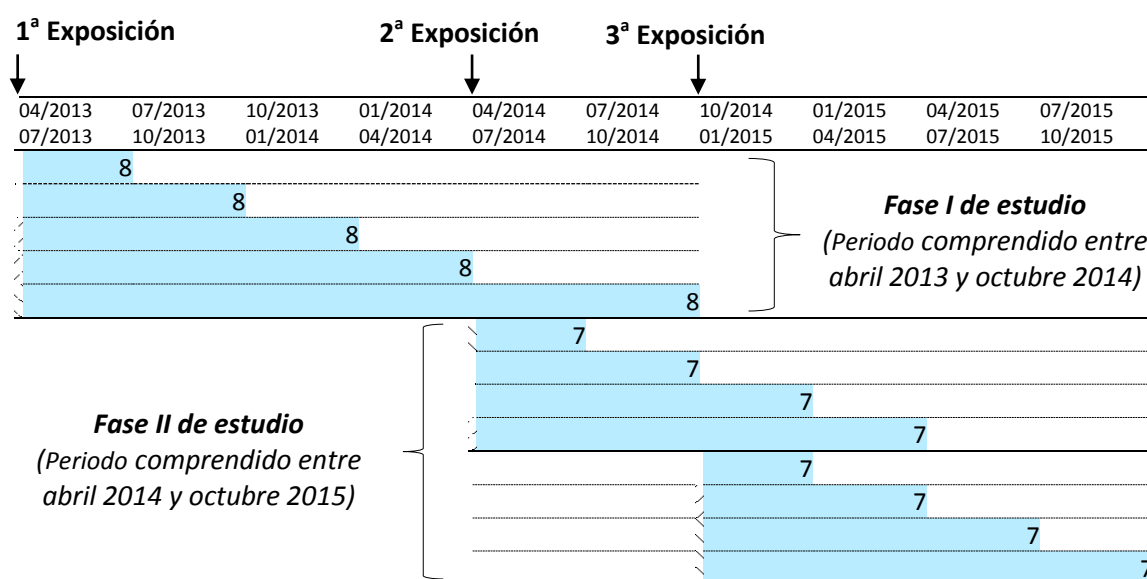 1ª Exposición 2ª Exposición 3ª Exposición
04/2013 07/2013 10/2013 01/2014 04/2014 07/2014 10/2014 01/2015 04/2015 07/2015
07/2013 10/2013 01/2014 04/2014 07/2014 10/2014 01/2015 04/2015 07/2015 10/2015
8
8
8
8
8
Fase I de estudio
(Periodo comprendido entre
abril 2013 y octubre 2014)
7
7
7
7
Fase II de estudio
(Periodo comprendido entre
abril 2014 y octubre 2015)
7
7
7
7